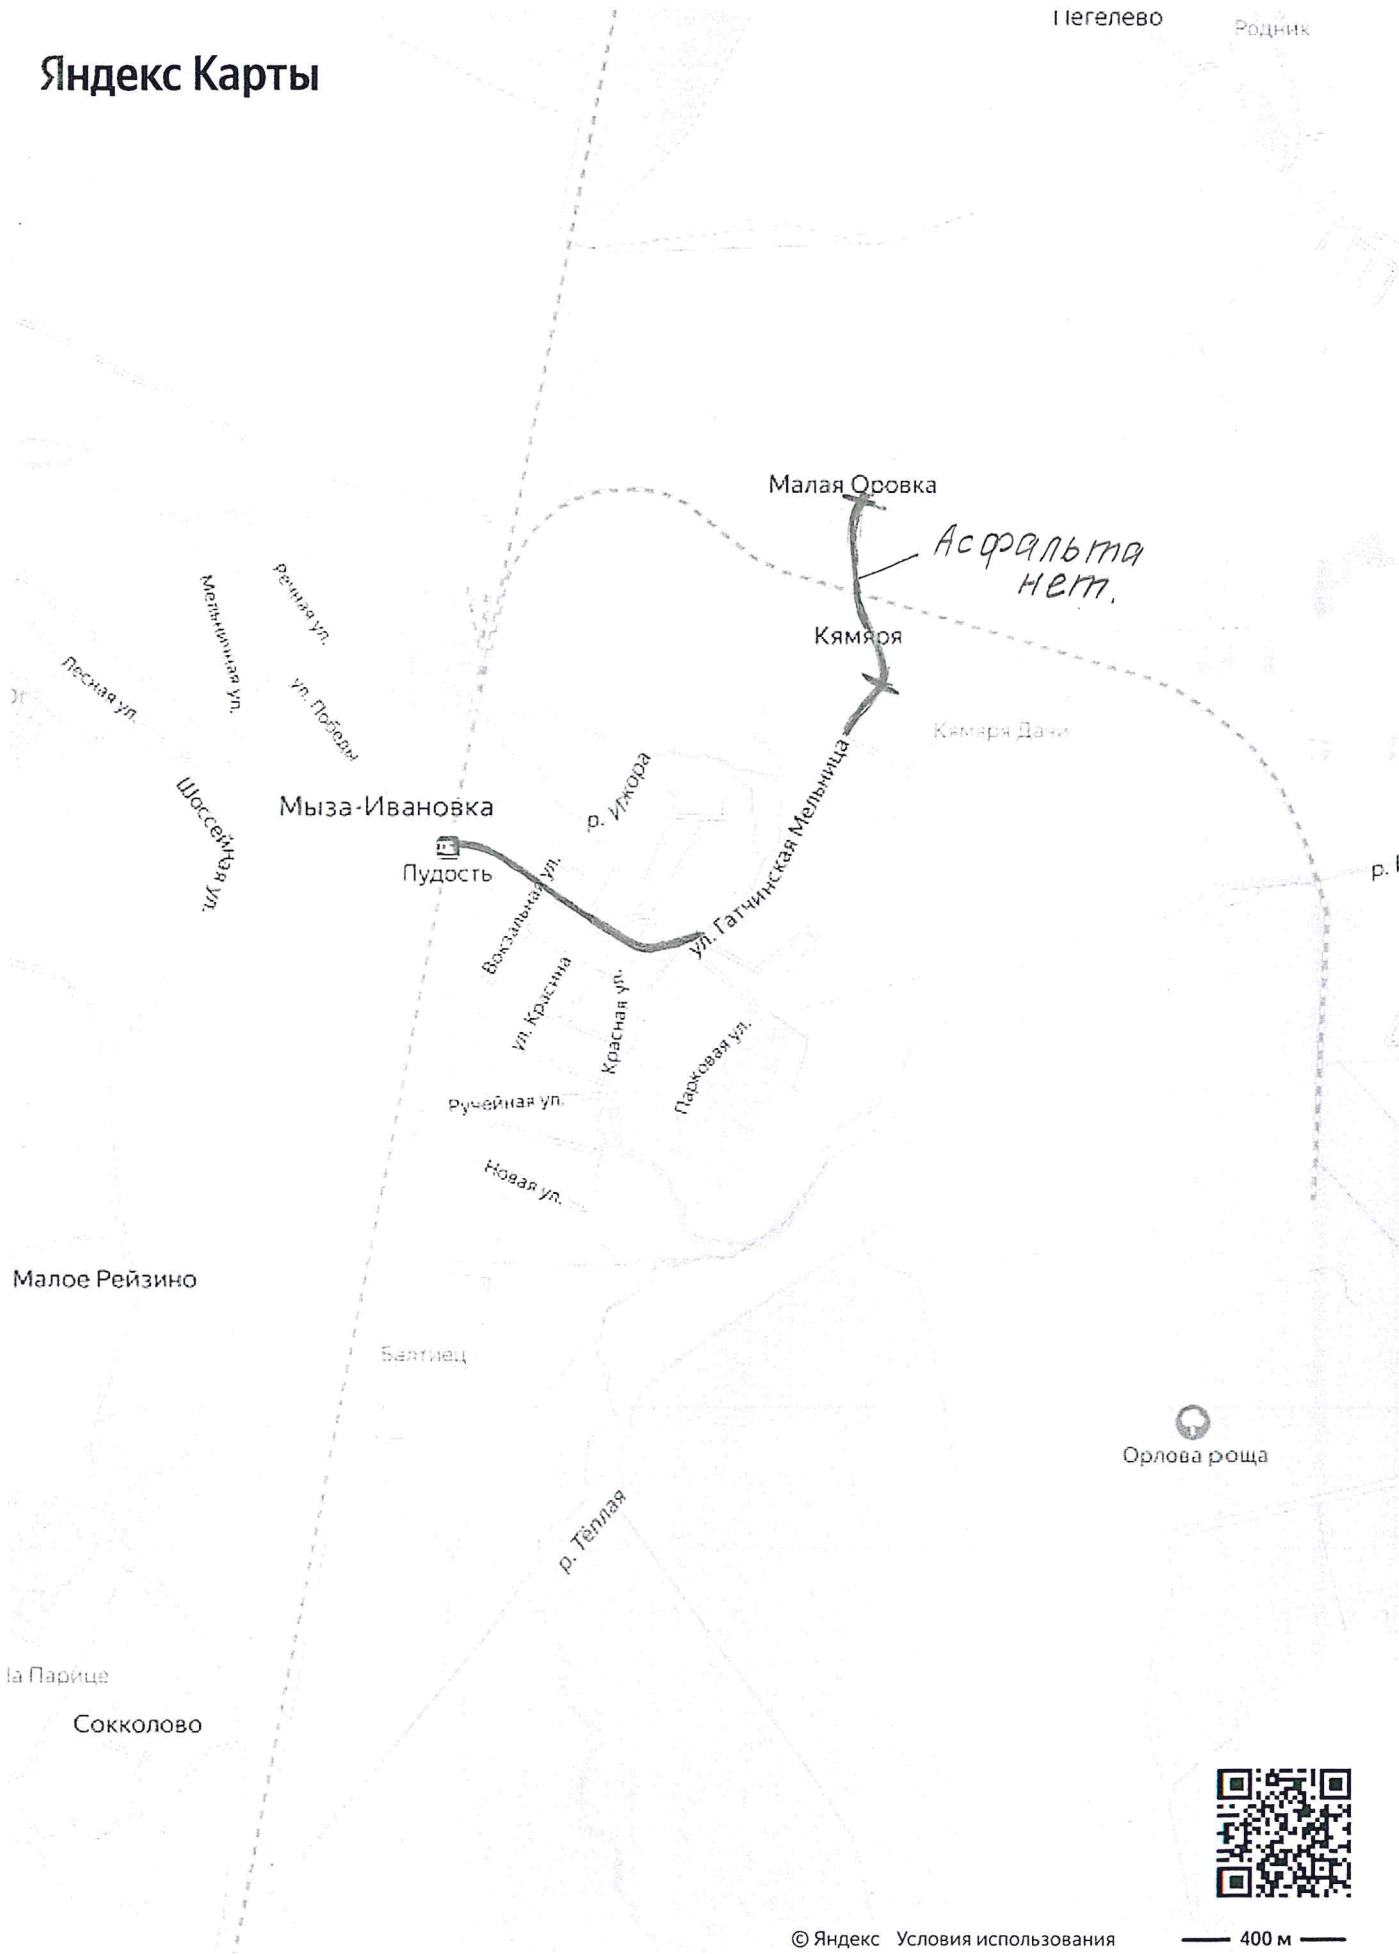 Родник
Яндекс Карты
Малая Оровка
Асфальта
нет.
Речная ул.
Мельничная ул.
Кямяря
Лесная ул.
ул. Победы
Кямяря Дачи
р. Ижора
Мыза-Ивановка
Шоссейная ул.
Пудость
Вокзальная ул.
ул. Гатчинская Мельница
ул. Красина
Красная ул.
Парковая ул.
Ручейная ул.
Новая ул.
Малое Рейзино
Балтиец
Орлова роща
р. Тёплая
Парице
Сокколово
© Яндекс Условия использования
400 м